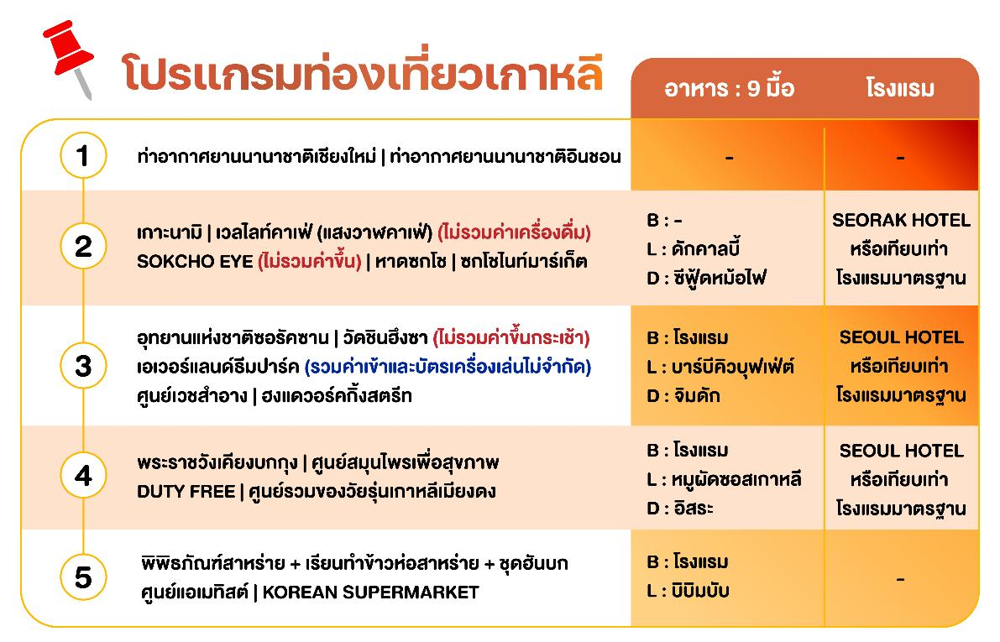 โปรแกรมท่องเที่ยวเกาหลี
อาหาร : 9 มื้อ
โรงแรม
1
ท่าอากาศยานนานาชาติเชียงใหม่ | ท่าอากาศยานนานาชาติอินชอน
-
-
2
เกาะนามิ | เวลไลท์คาเฟ่ (แสงวาฬคาเฟ่) (ไม่รวมค่าเครื่องดื่ม)
SOKCHO EYE (ไม่รวมค่าขึ้น) | หาดซกโช | ซกโชไนท์มาร์เก็ต
B : -
L : ดักคาลบี้
D : ซีฟู้ดหม้อไฟ
SEORAK HOTEL
หรือเทียบเท่า
โรงแรมมาตรฐาน
3
อุทยานแห่งชาติซอรัคซาน | วัดชินฮึงซา (ไม่รวมค่าขึ้นกระเช้า)
เอเวอร์แลนด์ธีมปาร์ค (รวมค่าเข้าและบัตรเครื่องเล่นไม่จำกัด)
ศูนย์เวชสำอาง | ฮงแดวอร์คกิ้งสตรีท
B : โรงแรม
L : บาร์บีคิวบุฟเฟ่ต์
D : จิมดัก
SEOUL HOTEL
หรือเทียบเท่า
โรงแรมมาตรฐาน
4
พระราชวังเคียงบกกุง | ศูนย์สมุนไพรเพื่อสุขภาพ
DUTY FREE | ศูนย์รวมของวัยรุ่นเกาหลีเมียงดง
B : โรงแรม
L : หมูผัดซอสเกาหลี
D : อิสระ
SEOUL HOTEL
หรือเทียบเท่า
โรงแรมมาตรฐาน
5
พิพิธภัณฑ์สาหร่าย + เรียนทำข้าวห่อสาหร่าย + ชุดฮันบก
ศูนย์แอเมทิสต์ | KOREAN SUPERMARKET
B : โรงแรม
L : บิบิมบับ
-